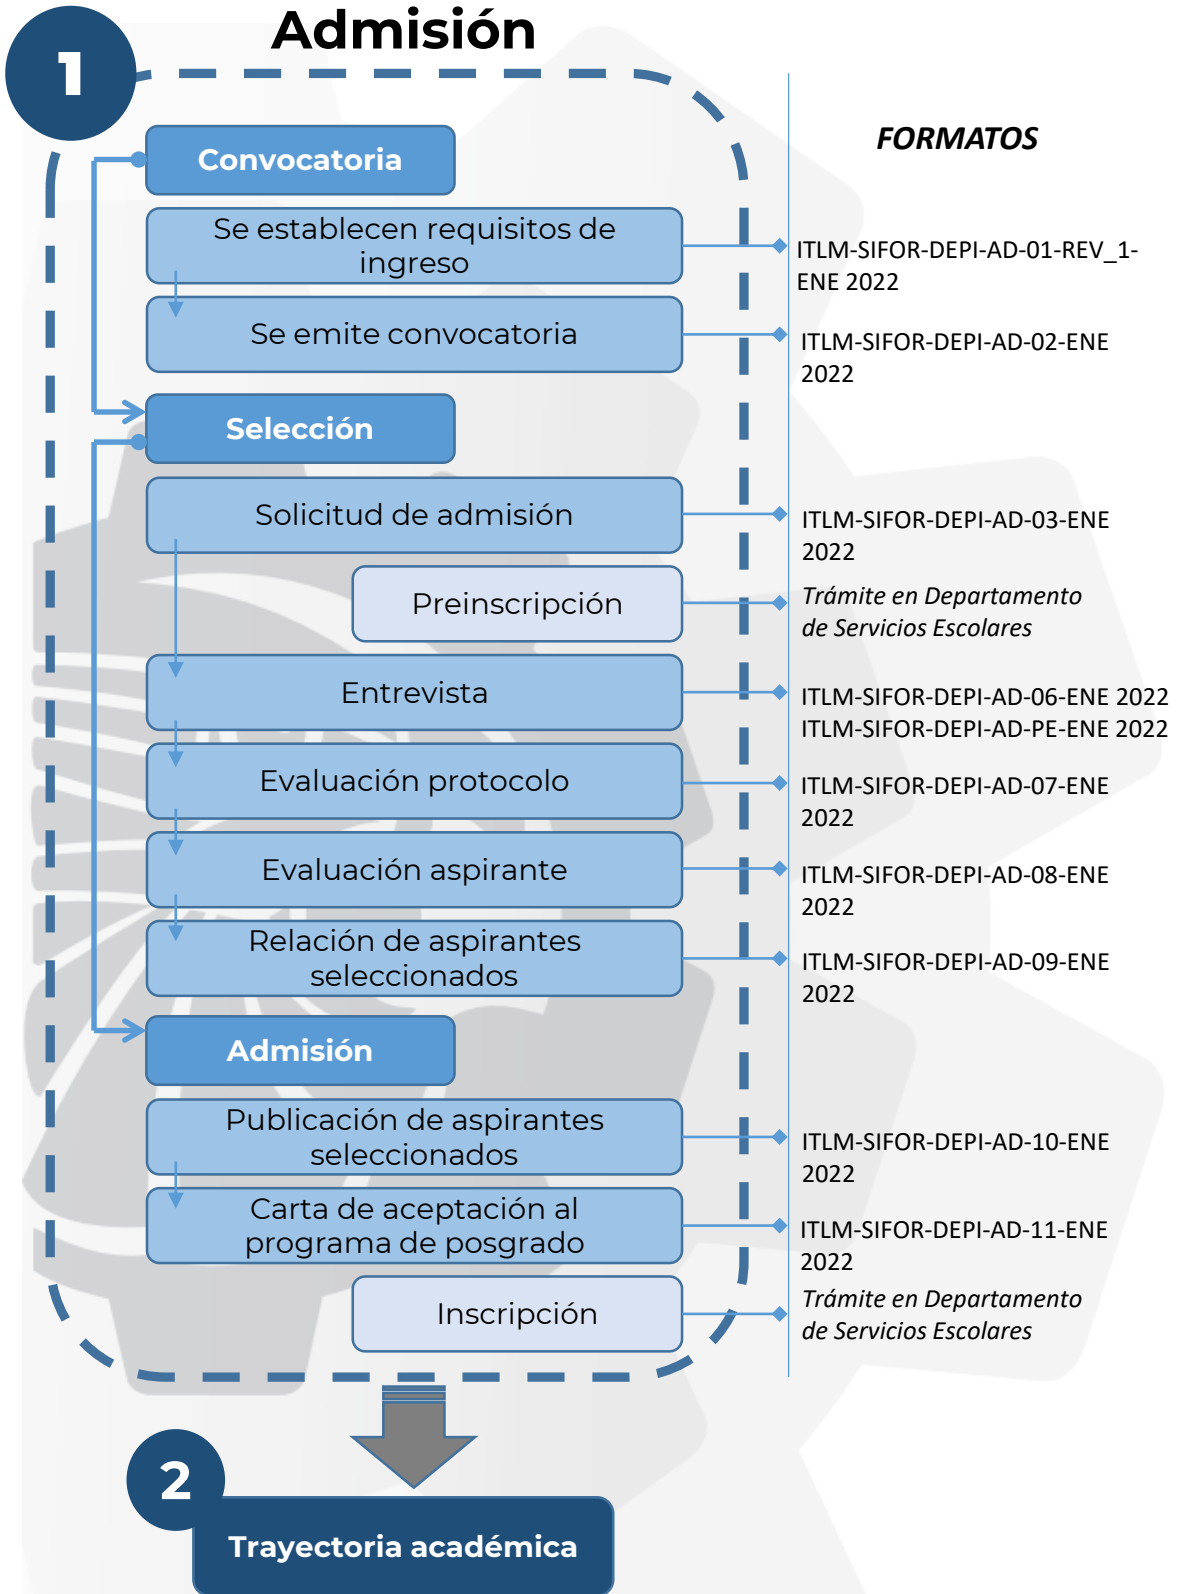 1
Admisión
FORMATOS
Convocatoria
Se establecen requisitos de
ingreso
ITLM-SIFOR-DEPI-AD-01-REV_1-
ENE 2022
Se emite convocatoria
ITLM-SIFOR-DEPI-AD-02-ENE
2022
Selección
Solicitud de admisión
ITLM-SIFOR-DEPI-AD-03-ENE
2022
Preinscripción
Trámite en Departamento
de Servicios Escolares
Entrevista
ITLM-SIFOR-DEPI-AD-06-ENE 2022
ITLM-SIFOR-DEPI-AD-PE-ENE 2022
Evaluación protocolo
ITLM-SIFOR-DEPI-AD-07-ENE
2022
Evaluación aspirante
ITLM-SIFOR-DEPI-AD-08-ENE
2022
Relación de aspirantes
seleccionados
ITLM-SIFOR-DEPI-AD-09-ENE
2022
Admisión
Publicación de aspirantes
seleccionados
ITLM-SIFOR-DEPI-AD-10-ENE
2022
Carta de aceptación al
programa de posgrado
ITLM-SIFOR-DEPI-AD-11-ENE
2022
Inscripción
Trámite en Departamento
de Servicios Escolares
2
Trayectoria académica